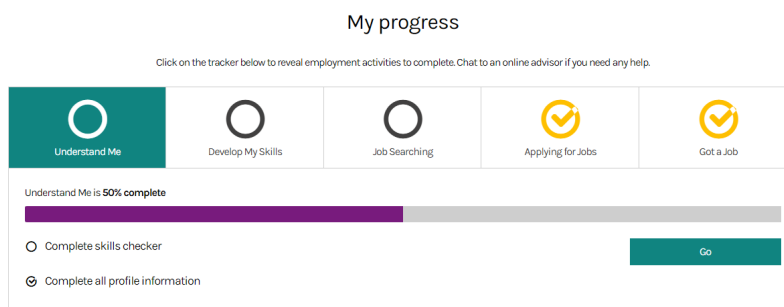 My progress
Click on the tracker below to reveal employment activities to complete. Chat to an online advisor if you need any help.
Understand Me
Develop My Skills
Job Searching
Applying for Jobs
Got a Job
Understand Me is 50% complete
Complete skills checker
Go
Complete all profile information